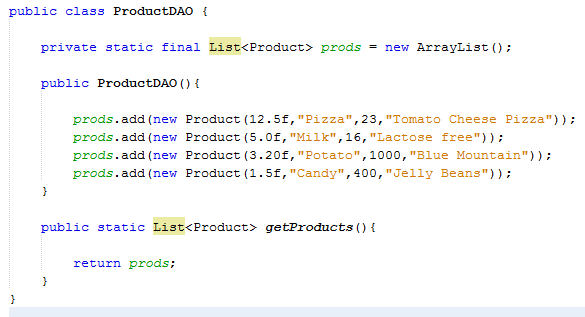 public class ProductDAO {
private static final List<Product> prods = new ArrayList();
public ProductDAO(){
prods.add(new Product(12.5f,"Pizza",23,"Tomato Cheese Pizza"));
prods.add(new Product(5.0f,"Milk",16,"Lactose free"));
prods.add(new Product(3.20f,"Potato",1000,"Blue Mountain"));
prods.add(new Product(1.5f,"Candy",400,"Jelly Beans"));
}
public static List<Product> getProducts(){
return prods;
}
}